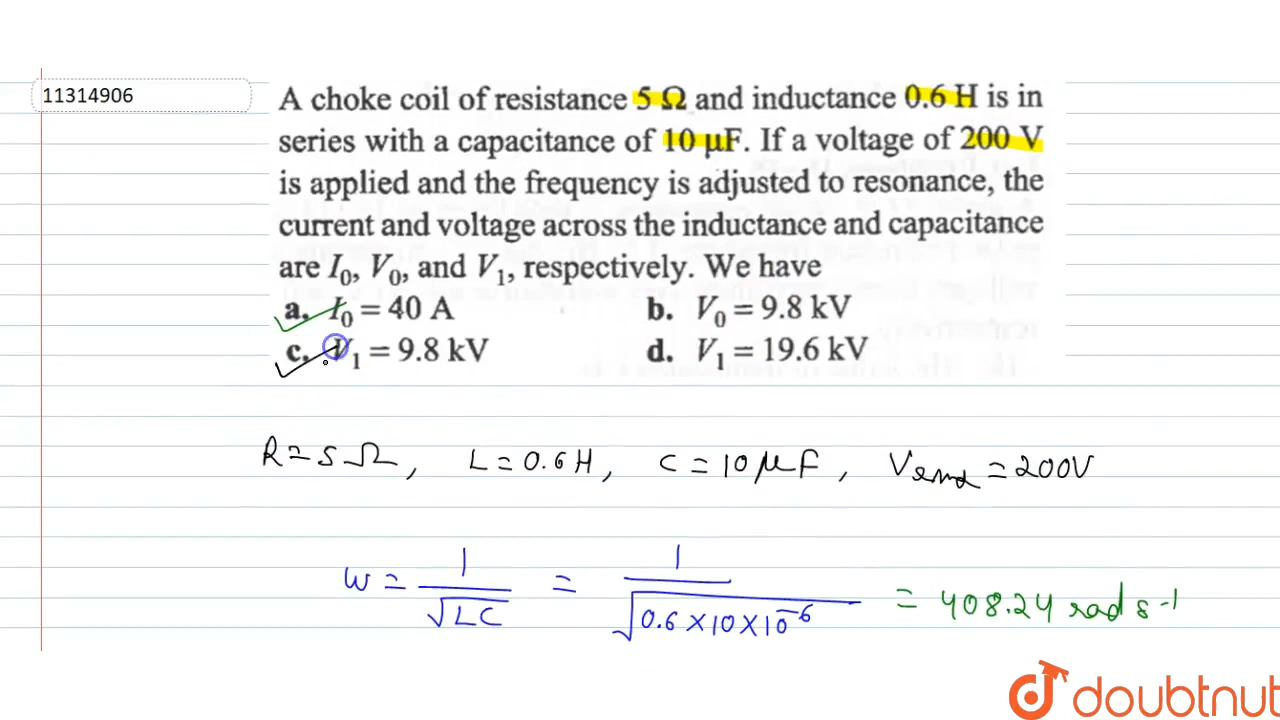 11314906
A choke coil of resistance 5 Ω and inductance 0.6 H is in
series with a capacitance of 10 μF. If a voltage of 200 V
is applied and the frequency is adjusted to resonance, the
current and voltage across the inductance and capacitance
are I₀, V₀, and V₁, respectively. We have
a. I₀ = 40 A b. V₀ = 9.8 kV
c. V₁ = 9.8 kV d. V₁ = 19.6 kV
R = 5 Ω, L = 0.6 H, C = 10 μF, V = 200V
W = 1/√LC = 1/√0.6 × 10 × 10⁻⁶ = 408.24 rad s⁻¹
doubtnut